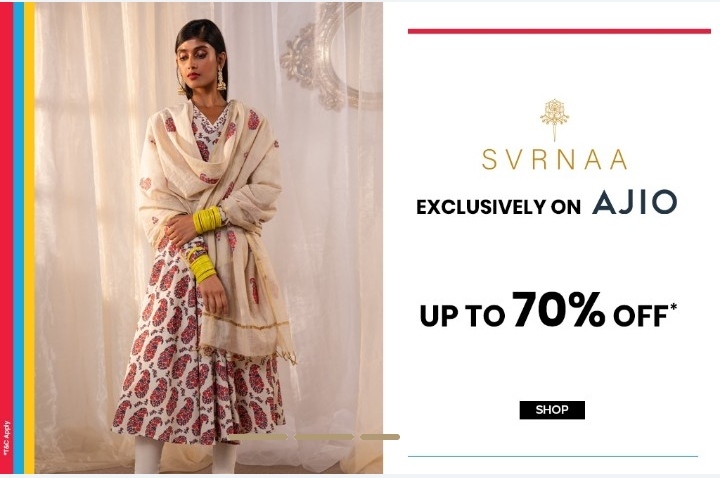 SVRNAA
EXCLUSIVELY ON AJIO
UP TO 70% OFF*
SHOP
*T&C Apply